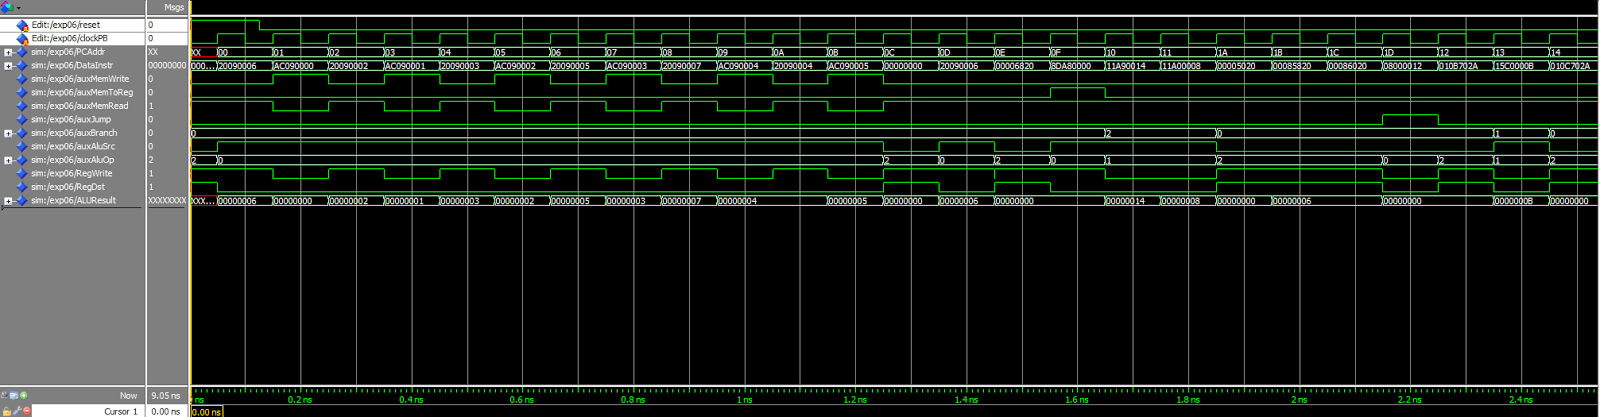 Msgs
Edit:/exp06/reset 0
Edit:/exp06/clockPB 0
sim:/exp06/PCAddr XX XX 00 01 02 03 04 05 06 07 08 09 0A 0B 0C 0D 0E 0F 10 11 1A 1B 1C 1D 12 13 14
sim:/exp06/DataInstr 00000000 000... 20090006 AC090000 20090002 AC090001 20090003 AC090002 20090005 AC090003 20090007 AC090004 20090004 AC090005 00000000 20090006 00006820 8DA80000 11A90014 11A00008 00005020 00085820 00086020 08000012 010B702A 15C0000B 010C702A
sim:/exp06/auxMemWrite 0
sim:/exp06/auxMemToReg 0
sim:/exp06/auxMemRead 1
sim:/exp06/auxJump 0
sim:/exp06/auxBranch 0 0 2 0 1 0
sim:/exp06/auxAluSrc 0
sim:/exp06/auxAluOp 2 2 0 2 0 2 0 1 2 0 2 1 2
sim:/exp06/RegWrite 1
sim:/exp06/RegDst 1
sim:/exp06/ALUResult XXXXXXXX XXX... 00000006 00000000 00000002 00000001 00000003 00000002 00000005 00000003 00000007 00000004 00000005 00000000 00000006 00000000 00000014 00000008 00000000 00000006 00000000 0000000B 00000000
Now 9.05 ns ns 0.2 ns 0.4 ns 0.6 ns 0.8 ns 1 ns 1.2 ns 1.4 ns 1.6 ns 1.8 ns 2 ns 2.2 ns 2.4 ns
Cursor 1 0.00 ns 0.00 ns